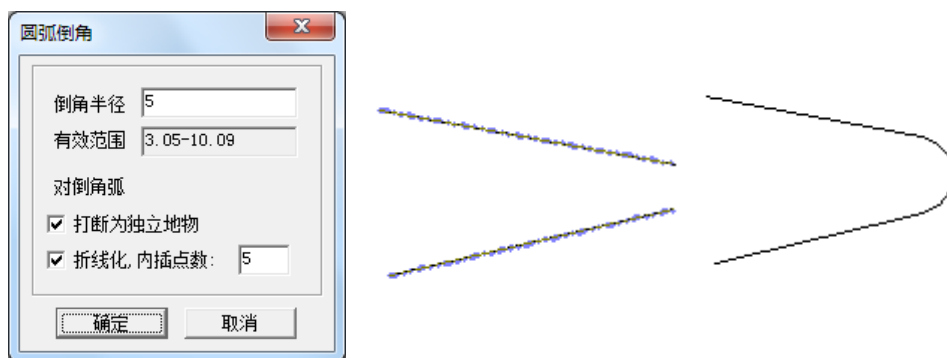 圆弧倒角
倒角半径 5
有效范围 3.05-10.09
对倒角弧
打断为独立地物
折线化,内插点数: 5
确定 取消